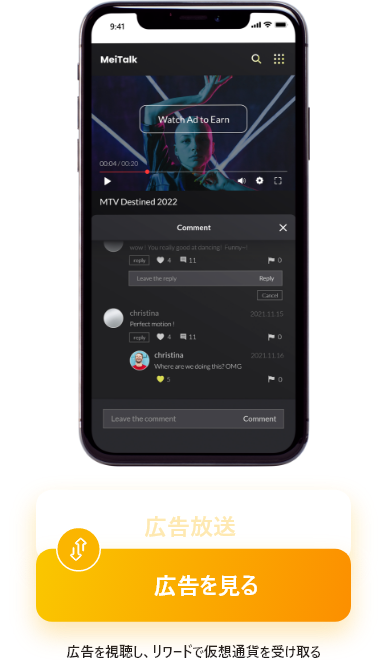 9:41
MeiTalk
Watch Ad to Earn
00:04 / 00:20
MTV Destined 2022
Comment
wow! You really good at dancing! Funny~!
reply 4 11 0
Leave the reply Reply
Cancel
christina 2021.11.15
Perfect motion !
reply 4 11 0
christina 2021.11.16
Where are we doing this? OMG
5 0
Leave the comment Comment
広告放送
広告を見る
広告を視聴し、リワードで仮想通貨を受け取る